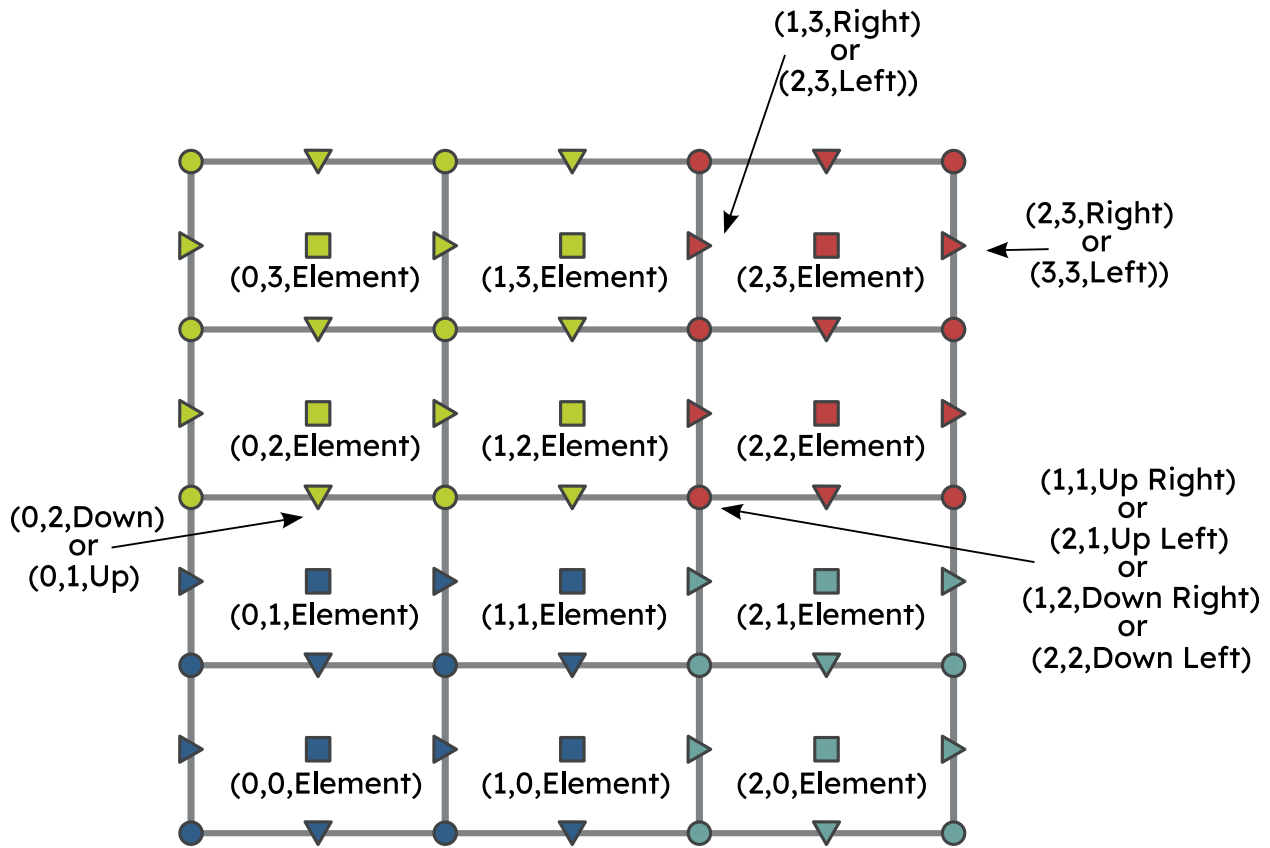 (1,3,Right)
or
(2,3,Left))
(2,3,Right)
or
(3,3,Left))
(0,3,Element)
(1,3,Element)
(2,3,Element)
(0,2,Element)
(1,2,Element)
(2,2,Element)
(0,2,Down)
or
(0,1,Up)
(1,1,Up Right)
or
(2,1,Up Left)
or
(1,2,Down Right)
or
(2,2,Down Left)
(0,1,Element)
(1,1,Element)
(2,1,Element)
(0,0,Element)
(1,0,Element)
(2,0,Element)